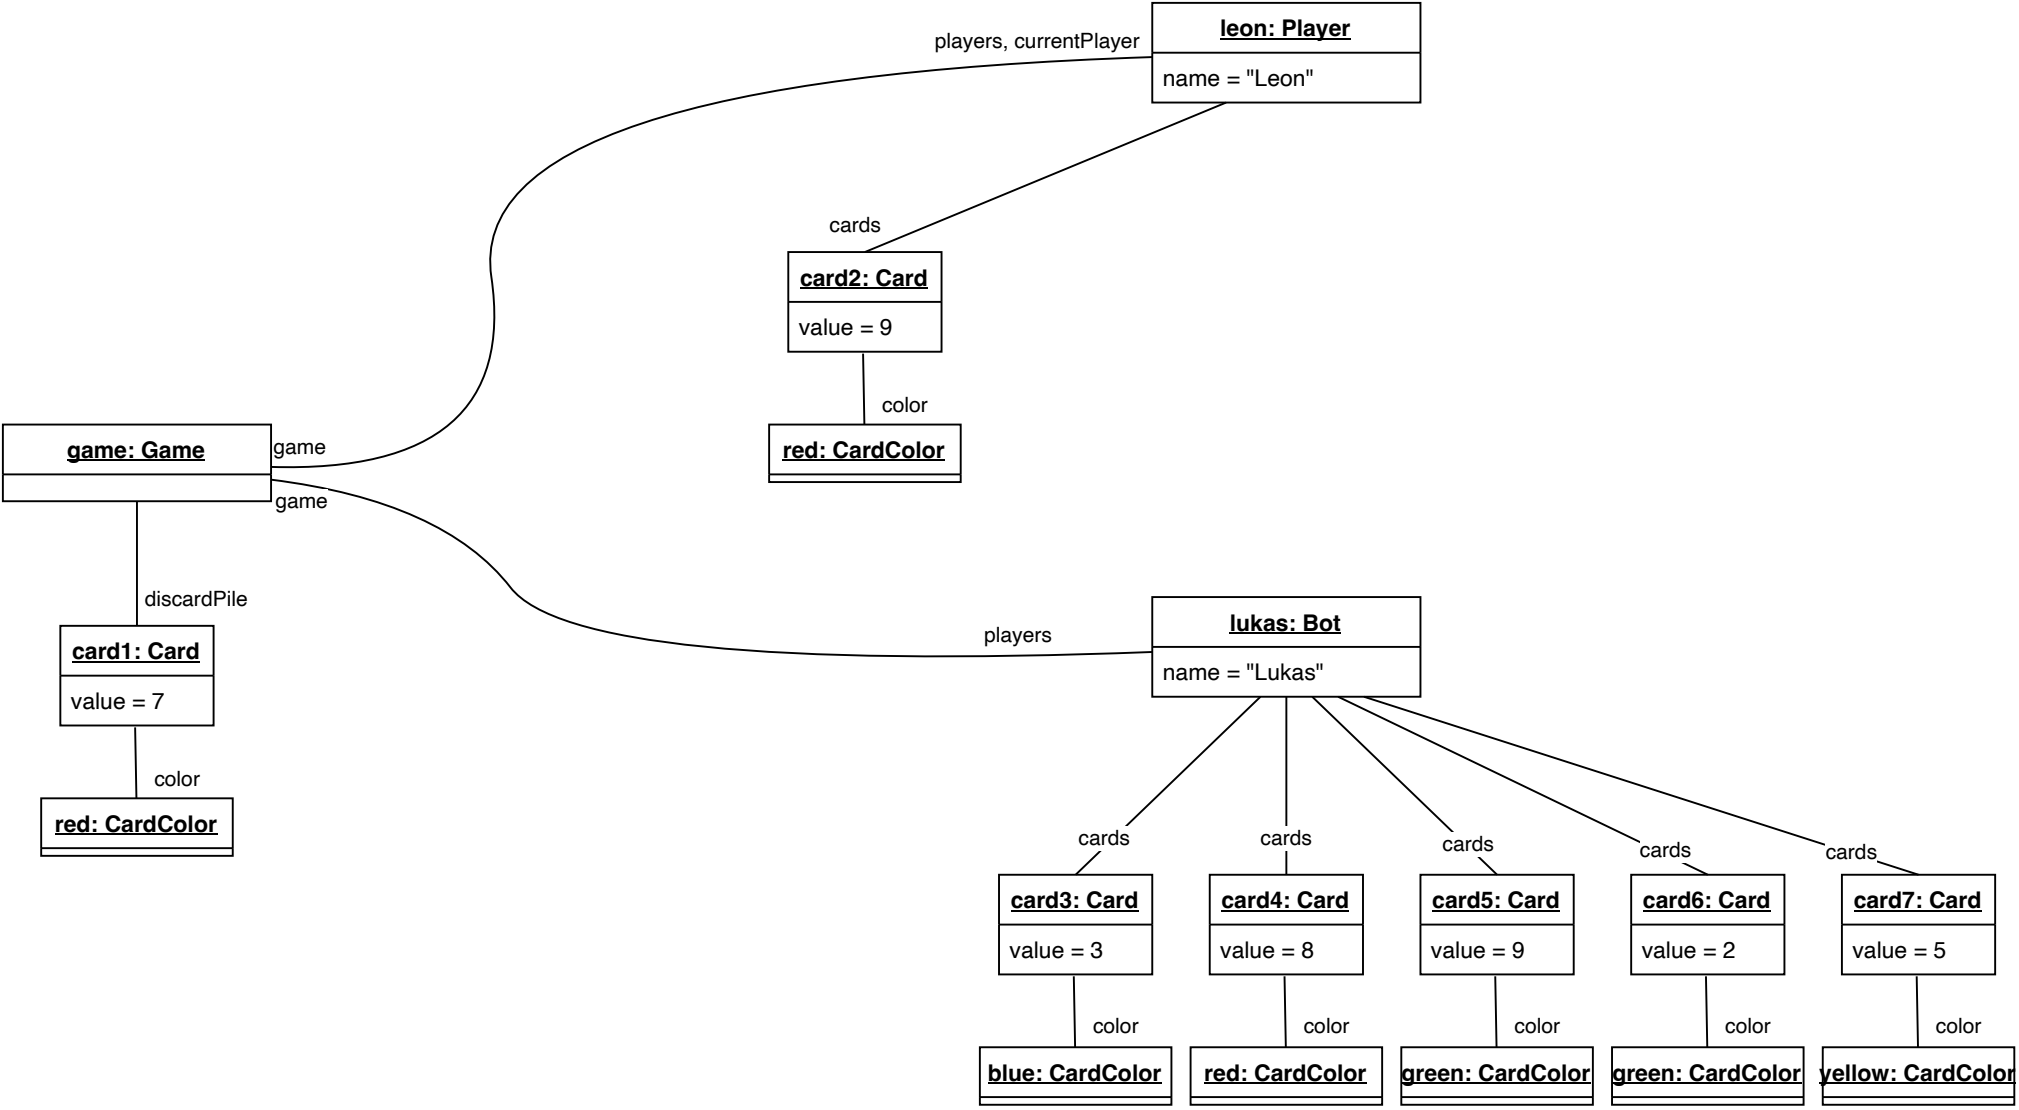 players, currentPlayer
leon: Player
name = "Leon"
cards
card2: Card
value = 9
color
red: CardColor
game: Game
game
game
discardPile
card1: Card
value = 7
color
red: CardColor
players
lukas: Bot
name = "Lukas"
cards
cards
cards
cards
cards
card3: Card
card4: Card
card5: Card
card6: Card
card7: Card
value = 3
value = 8
value = 9
value = 2
value = 5
color
color
color
color
color
blue: CardColor
red: CardColor
green: CardColor
green: CardColor
yellow: CardColor